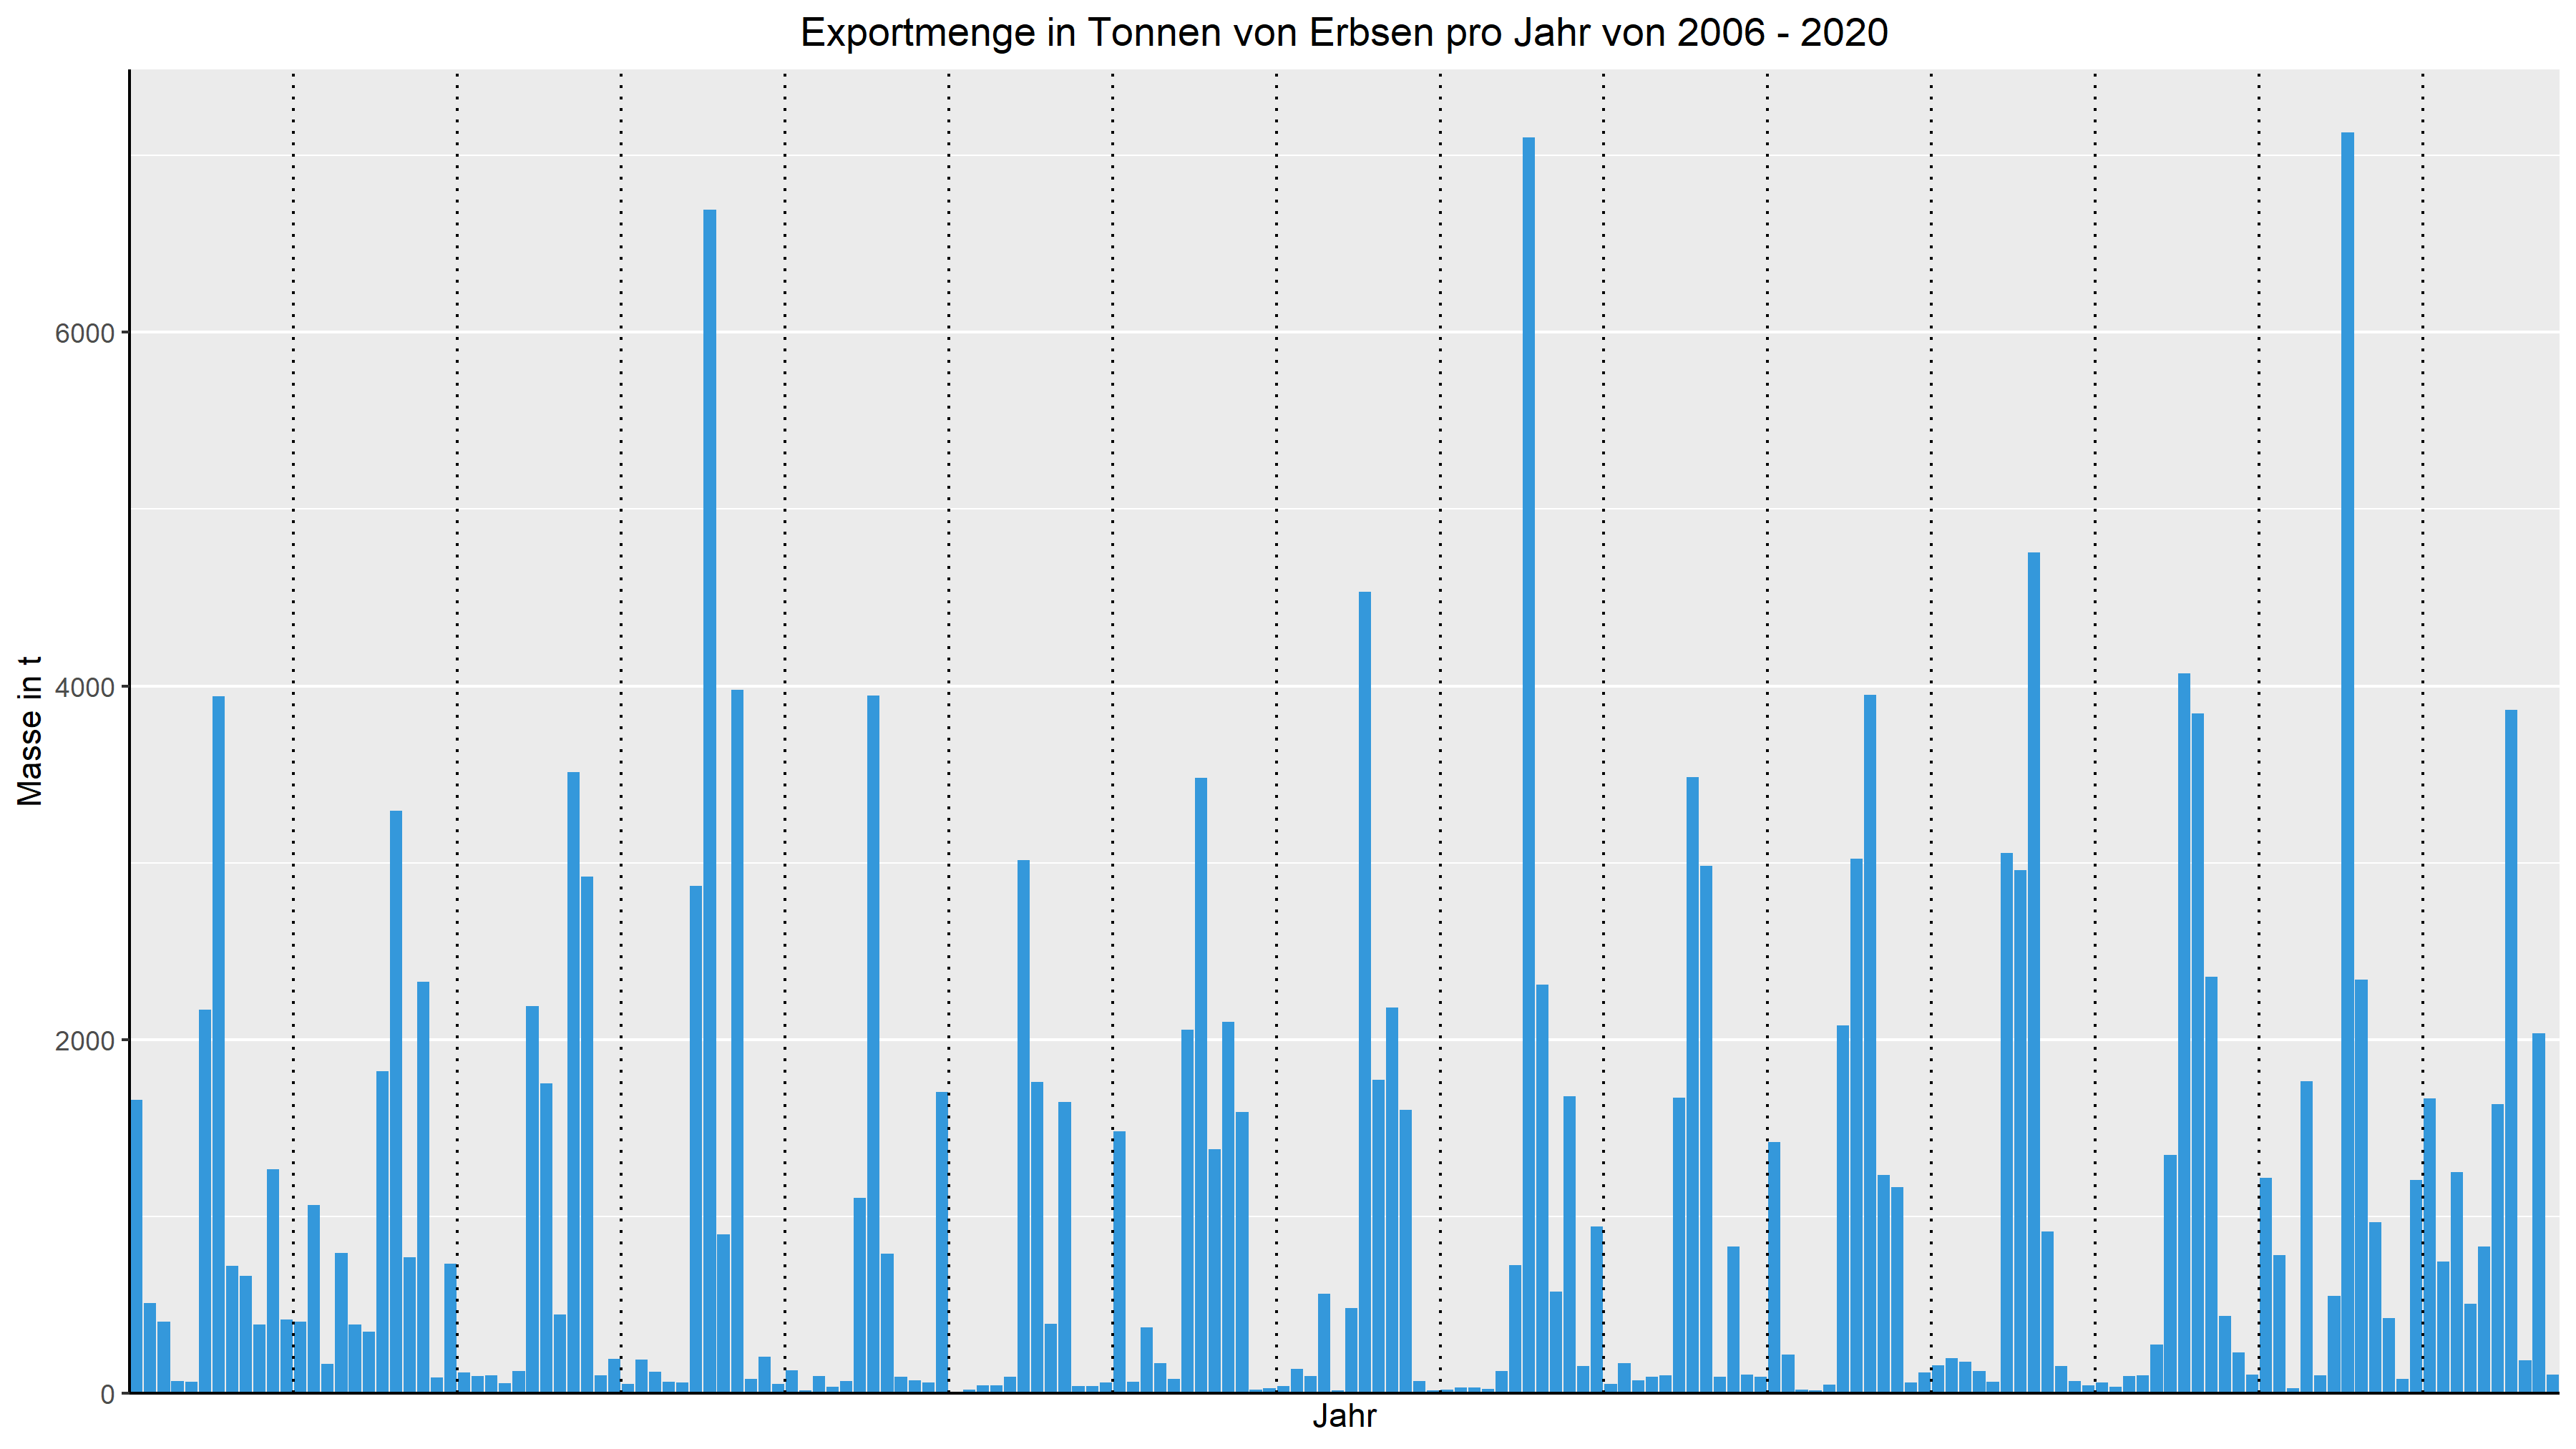 Exportmenge in Tonnen von Erbsen pro Jahr von 2006 - 2020
Masse in t
6000
4000
2000
0
Jahr